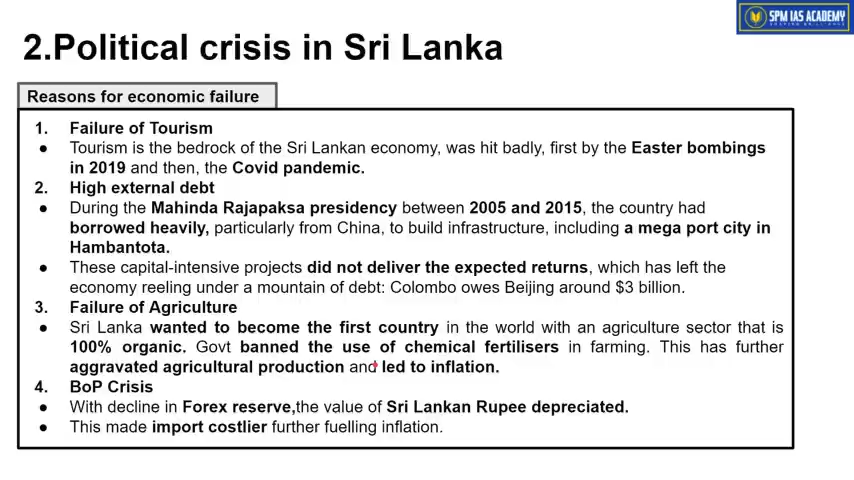 SPM IAS ACADEMY
2.Political crisis in Sri Lanka
Reasons for economic failure
1. Failure of Tourism
● Tourism is the bedrock of the Sri Lankan economy, was hit badly, first by the Easter bombings
in 2019 and then, the Covid pandemic.
2. High external debt
● During the Mahinda Rajapaksa presidency between 2005 and 2015, the country had
borrowed heavily, particularly from China, to build infrastructure, including a mega port city in
Hambantota.
● These capital-intensive projects did not deliver the expected returns, which has left the
economy reeling under a mountain of debt: Colombo owes Beijing around $3 billion.
3. Failure of Agriculture
● Sri Lanka wanted to become the first country in the world with an agriculture sector that is
100% organic. Govt banned the use of chemical fertilisers in farming. This has further
aggravated agricultural production and led to inflation.
4. BoP Crisis
● With decline in Forex reserve,the value of Sri Lankan Rupee depreciated.
● This made import costlier further fuelling inflation.